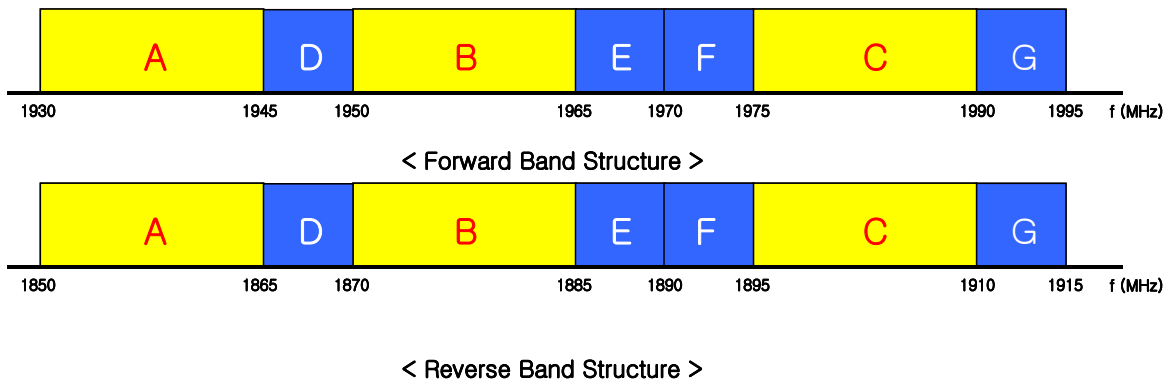 A D B E F C G
1930 1945 1950 1965 1970 1975 1990 1995 f (MHz)
< Forward Band Structure >
A D B E F C G
1850 1865 1870 1885 1890 1895 1910 1915 f (MHz)
< Reverse Band Structure >